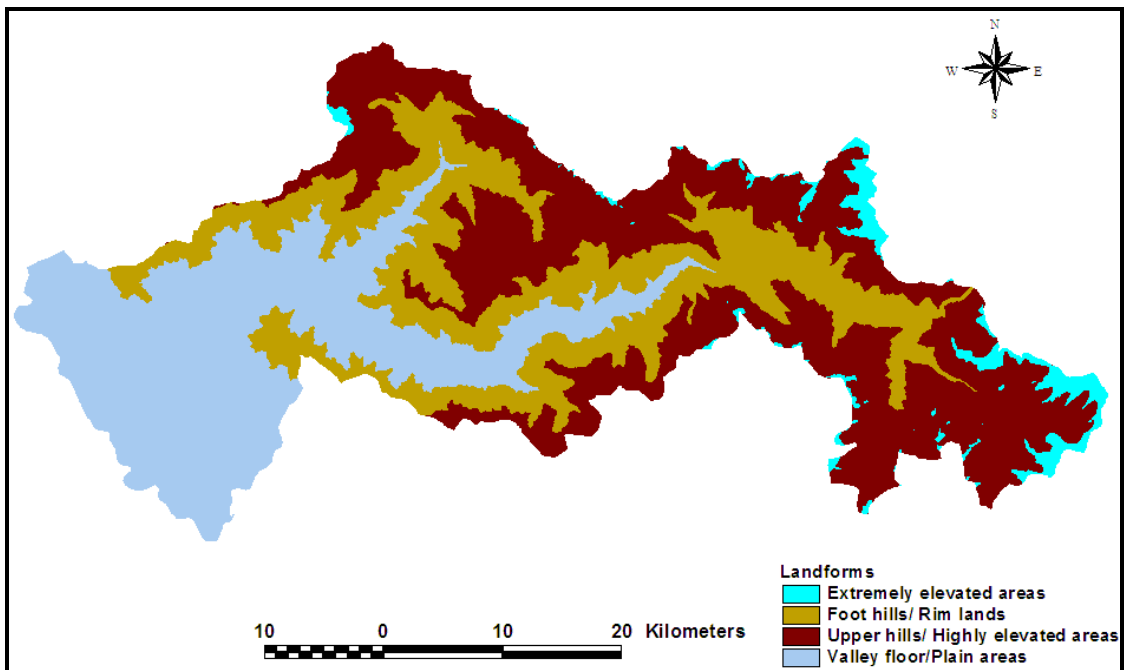 N
W E
S
Landforms
Extremely elevated areas
Foot hills/ Rim lands
Upper hills/ Highly elevated areas
Valley floor/Plain areas
10 0 10 20 Kilometers